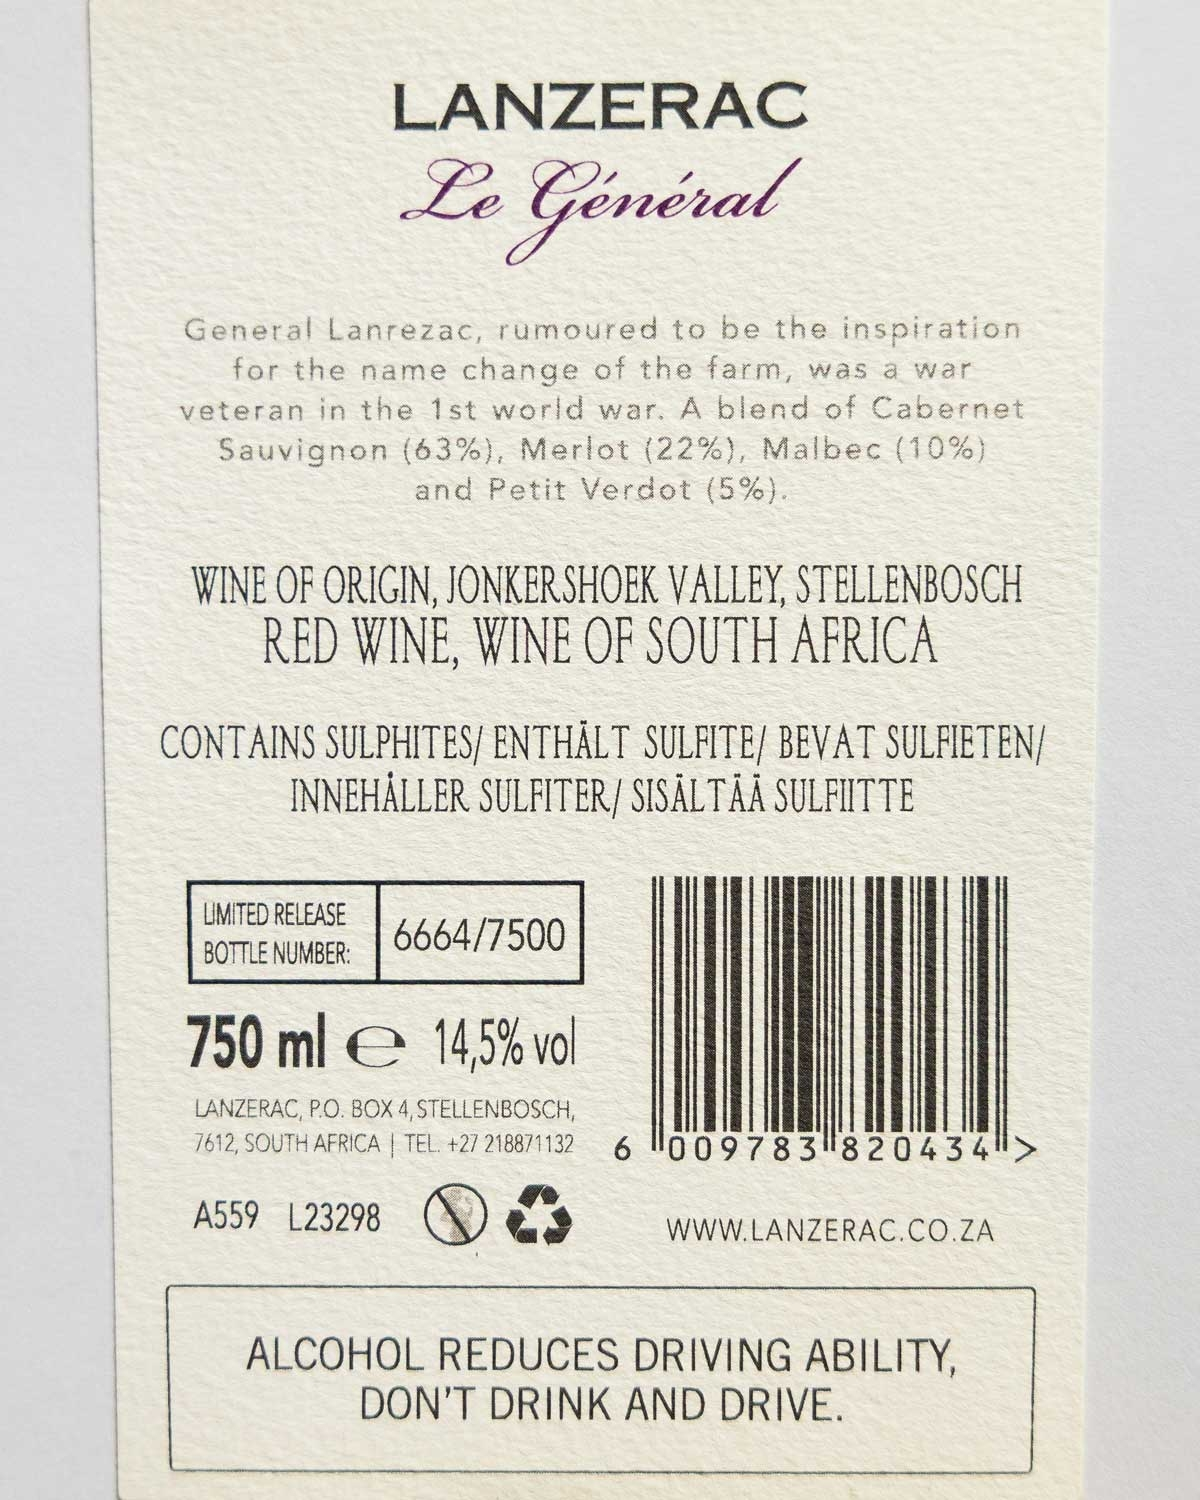 LANZERAC
Le Général
General Lanrezac, rumoured to be the inspiration
for the name change of the farm, was a war
veteran in the 1st world war. A blend of Cabernet
Sauvignon (63%), Merlot (22%), Malbec (10%)
and Petit Verdot (5%).
WINE OF ORIGIN, JONKERSHOEK VALLEY, STELLENBOSCH
RED WINE, WINE OF SOUTH AFRICA
CONTAINS SULPHITES/ ENTHÄLT SULFITE/ BEVAT SULFIETEN/
INNEHÅLLER SULFITER/ SISÄLTÄÄ SULFIITTE
LIMITED RELEASE
BOTTLE NUMBER:
6664/7500
750 ml ℮ 14,5% vol
LANZERAC, P.O. BOX 4, STELLENBOSCH,
7612, SOUTH AFRICA | TEL. +27 218871132
A559 L23298
6 009783 820434 >
WWW.LANZERAC.CO.ZA
ALCOHOL REDUCES DRIVING ABILITY,
DON'T DRINK AND DRIVE.